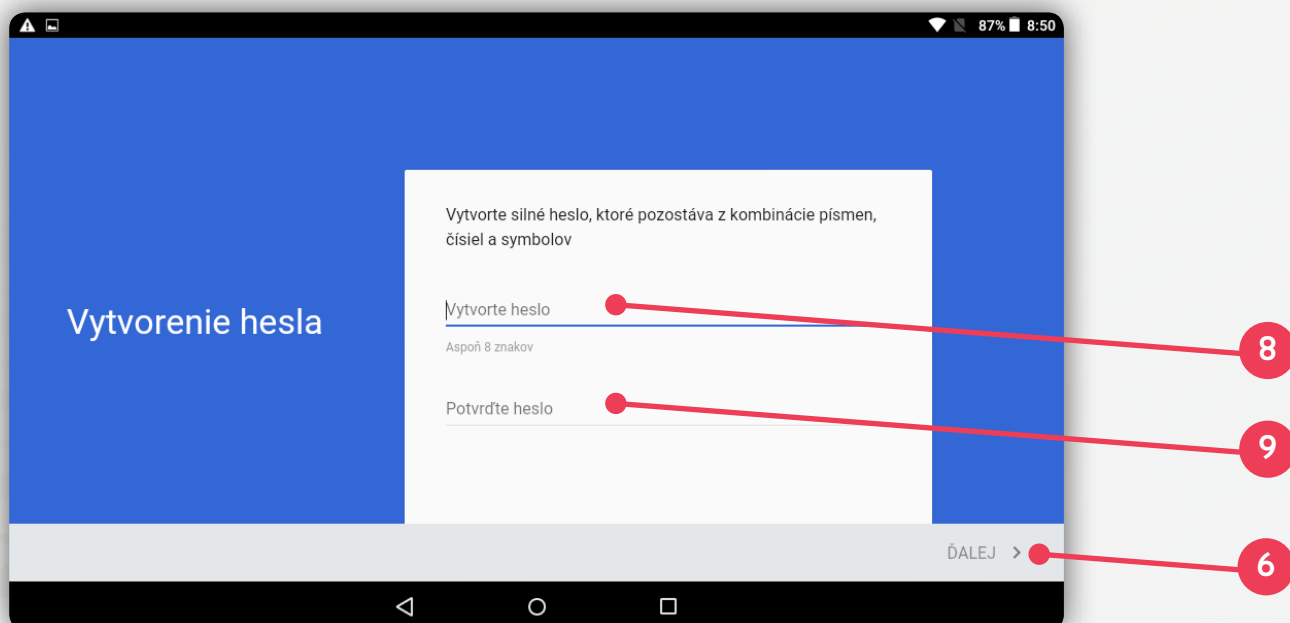 87% 8:50
Vytvorenie hesla
Vytvorte silné heslo, ktoré pozostáva z kombinácie písmen,
čísiel a symbolov
Vytvorte heslo
Aspoň 8 znakov
Potvrďte heslo
ĎALEJ
8
9
6